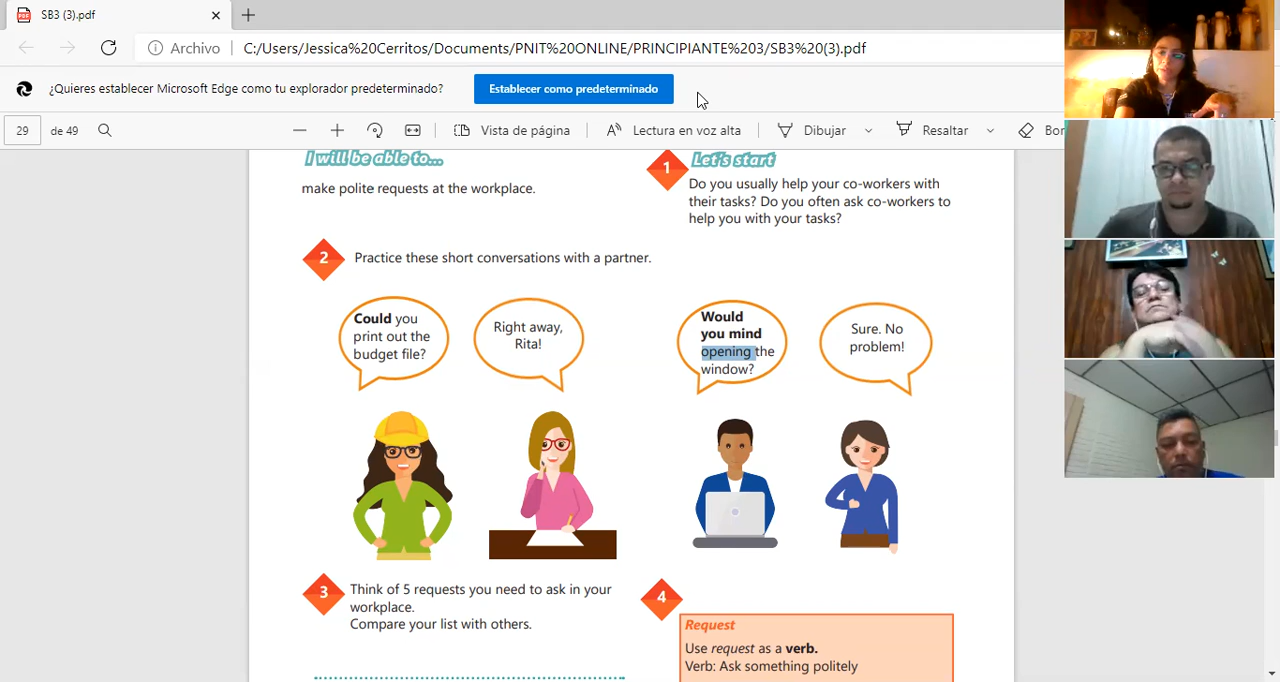 SB3 (3).pdf
Archivo
C:/Users/Jessica%20Cerritos/Documents/PNIT%20ONLINE/PRINCIPIANTE%203/SB3%20(3).pdf
¿Quieres establecer Microsoft Edge como tu explorador predeterminado?
Establecer como predeterminado
29 de 49
Vista de página
Lectura en voz alta
Dibujar
Resaltar
Bor
I will be able to...
make polite requests at the workplace.
1
Let's start
Do you usually help your co-workers with
their tasks? Do you often ask co-workers to
help you with your tasks?
2
Practice these short conversations with a partner.
Could you
print out the
budget file?
Right away,
Rita!
Would
you mind
opening the
window?
Sure. No
problem!
3
Think of 5 requests you need to ask in your
workplace.
Compare your list with others.
4
Request
Use request as a verb.
Verb: Ask something politely